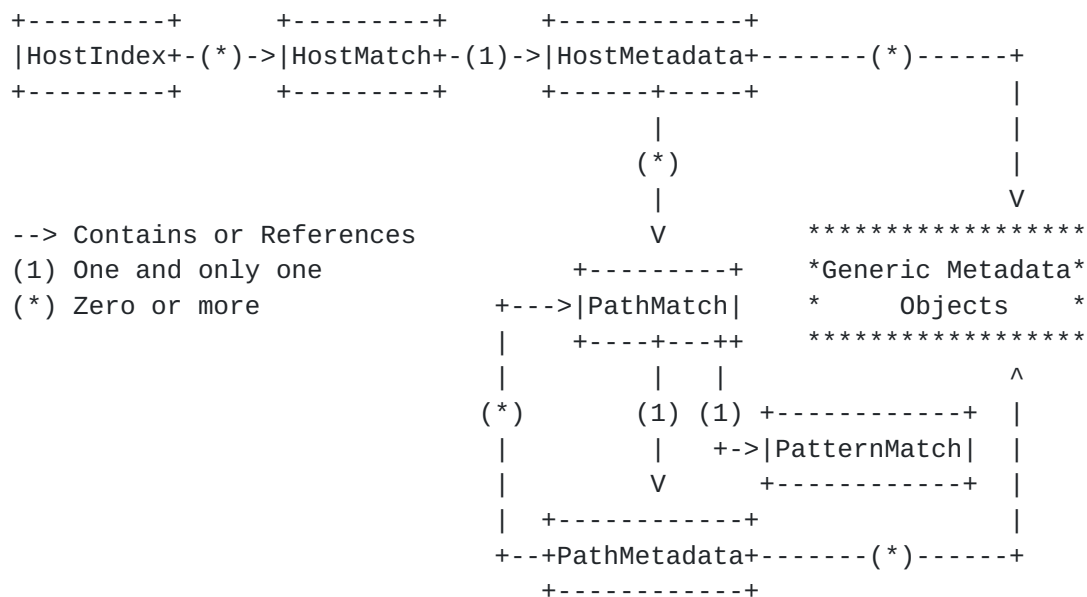 +---------+      +---------+      +------------+
|HostIndex+-(*)->|HostMatch+-(1)->|HostMetadata+-------(*)------+
+---------+      +---------+      +------+-----+                |
                                         |                      |
                                        (*)                     |
                                         |                      V
--> Contains or References               V         ******************
(1) One and only one                +---------+    *Generic Metadata*
(*) Zero or more               +--->|PathMatch|    *     Objects    *
                               |    +----+---++    ******************
                               |         |   |                  ^
                              (*)       (1) (1) +------------+  |
                               |         |   +->|PatternMatch|  |
                               |         V      +------------+  |
                               |  +------------+                |
                               +--+PathMetadata+-------(*)------+
                                  +------------+